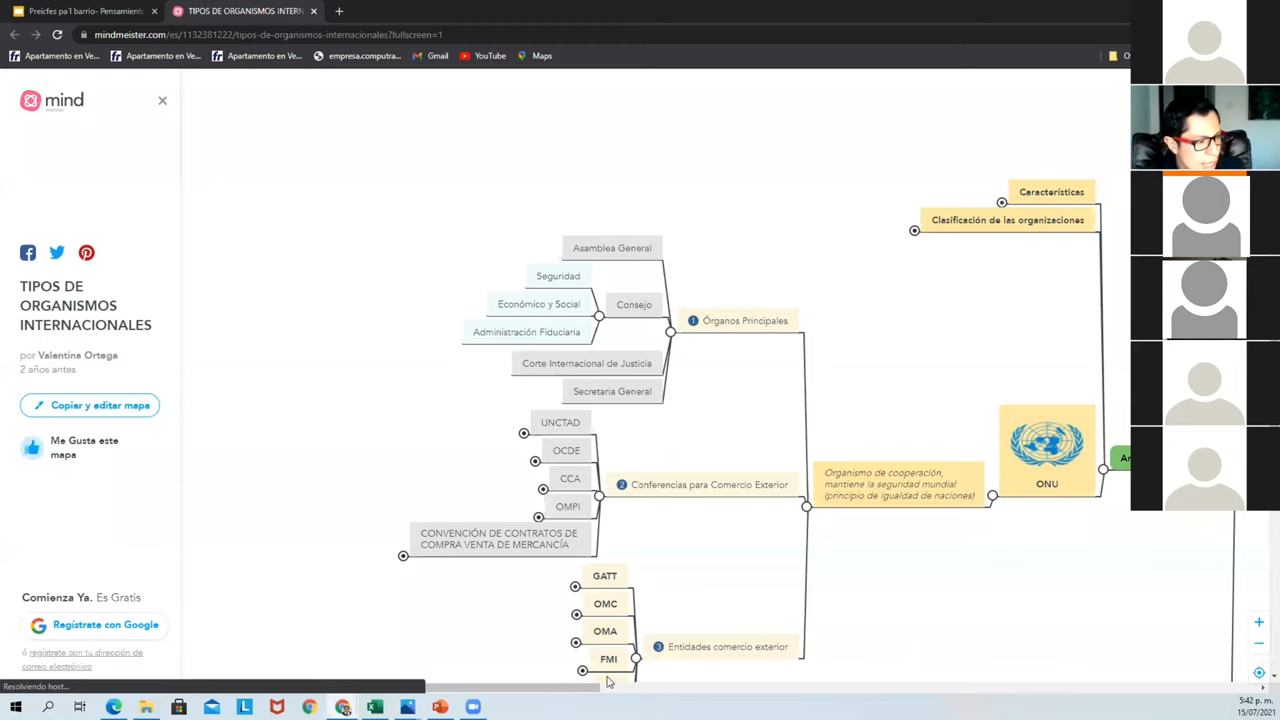 Preicfes pa'l barrio- Pensamient
TIPOS DE ORGANISMOS INTERN
mindmeister.com/es/1132381222/tipos-de-organismos-internacionales?fullscreen=1
Apartamento en Ve...
Apartamento en Ve...
Apartamento en Ve...
empresa.computra...
Gmail
YouTube
Maps
O
mind
TIPOS DE
ORGANISMOS
INTERNACIONALES
por Valentina Ortega
2 años antes
Copiar y editar mapa
Me Gusta este
mapa
Comienza Ya. Es Gratis
Regístrate con Google
ó regístrate con tu dirección de
correo electrónico
Resolviendo host...
Características
Clasificación de las organizaciones
Asamblea General
Seguridad
Económico y Social
Consejo
Administración Fiduciaria
1 Órganos Principales
Corte Internacional de Justicia
Secretaria General
UNCTAD
OCDE
CCA
OMPI
CONVENCIÓN DE CONTRATOS DE
COMPRA VENTA DE MERCANCÍA
2 Conferencias para Comercio Exterior
Organismo de cooperación,
mantiene la seguridad mundial
(principio de igualdad de naciones)
ONU
GATT
OMC
OMA
FMI
3 Entidades comercio exterior
5:42 p. m.
15/07/2021